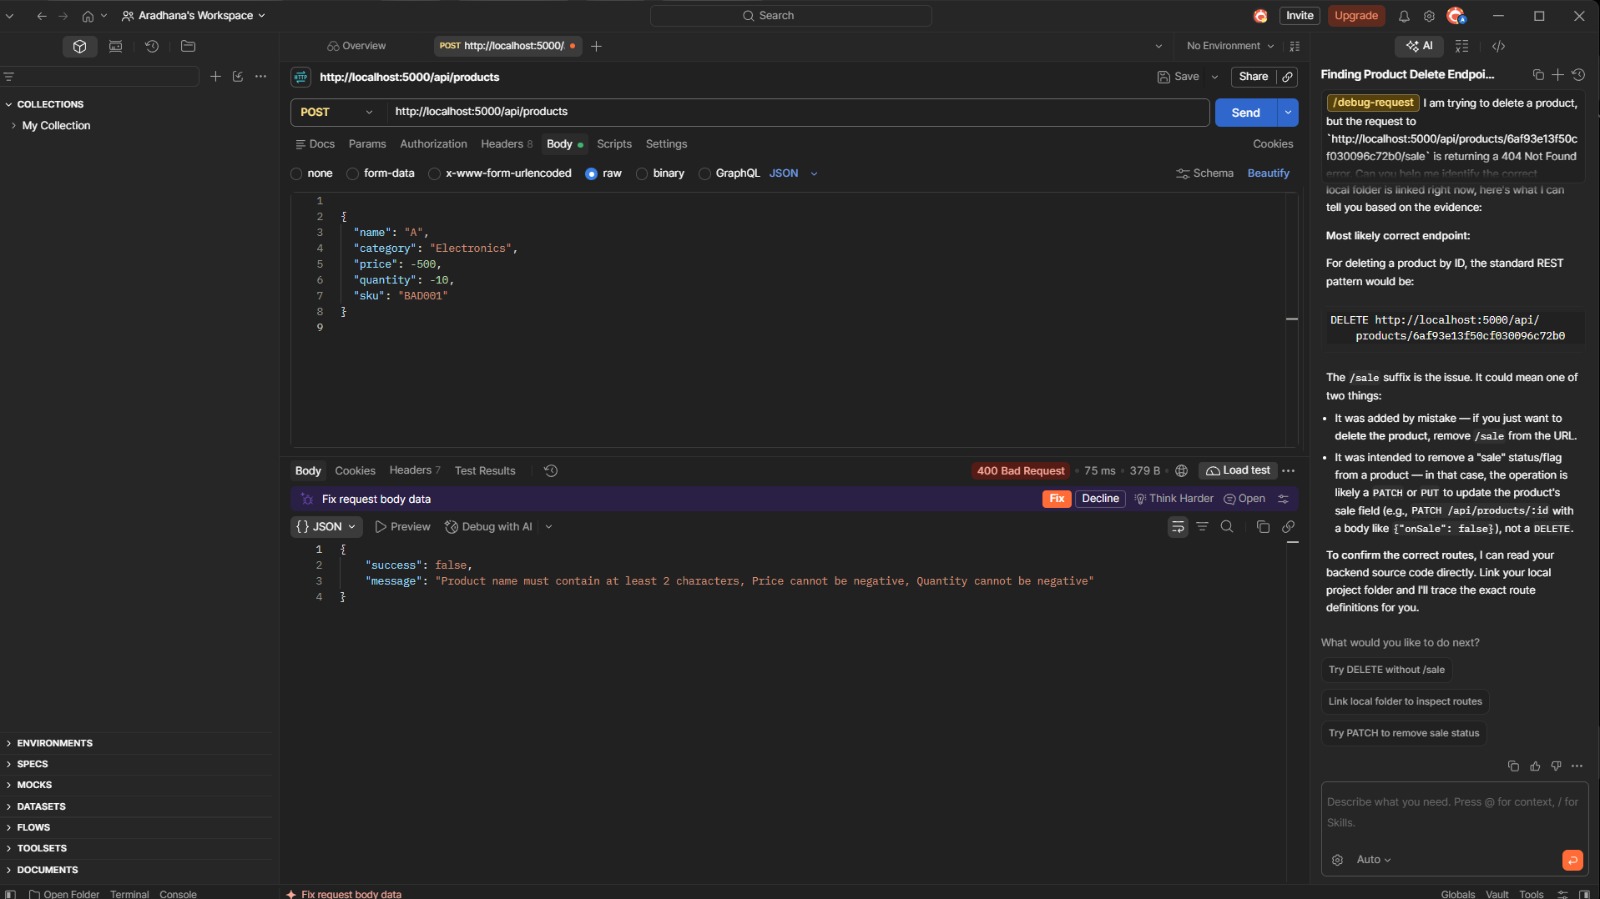 Aradhana's Workspace
Search
Invite
Upgrade
Overview
POST http://localhost:5000/
No Environment
AI
COLLECTIONS
My Collection
ENVIRONMENTS
SPECS
MOCKS
DATASETS
FLOWS
TOOLSETS
DOCUMENTS
HTTP
http://localhost:5000/api/products
Save
Share
POST
http://localhost:5000/api/products
Send
Docs Params Authorization Headers 8 Body Scripts Settings
Cookies
none form-data x-www-form-urlencoded raw binary GraphQL JSON
Schema Beautify
1
2 {
3 "name": "A",
4 "category": "Electronics",
5 "price": -500,
6 "quantity": -10,
7 "sku": "BAD001"
8 }
9
Body Cookies Headers 7 Test Results
400 Bad Request • 75 ms • 379 B
Load test
Fix request body data
Fix Decline Think Harder Open
{} JSON Preview Debug with AI
1 {
2 "success": false,
3 "message": "Product name must contain at least 2 characters, Price cannot be negative, Quantity cannot be negative"
4 }
Finding Product Delete Endpoi...
/debug-request I am trying to delete a product,
but the request to
`http://localhost:5000/api/products/6af93e13f50c
f030096c72b0/sale` is returning a 404 Not Found
error. Can you help me identify the correct
local folder is linked right now, here's what I can
tell you based on the evidence:
Most likely correct endpoint:
For deleting a product by ID, the standard REST
pattern would be:
DELETE http://localhost:5000/api/
products/6af93e13f50cf030096c72b0
The /sale suffix is the issue. It could mean one of
two things:
• It was added by mistake — if you just want to
delete the product, remove /sale from the URL.
• It was intended to remove a "sale" status/flag
from a product — in that case, the operation is
likely a PATCH or PUT to update the product's
sale field (e.g., PATCH /api/products/:id with
a body like {"onSale": false}), not a DELETE.
To confirm the correct routes, I can read your
backend source code directly. Link your local
project folder and I'll trace the exact route
definitions for you.
What would you like to do next?
Try DELETE without /sale
Link local folder to inspect routes
Try PATCH to remove sale status
Describe what you need. Press @ for context, / for
Skills.
Auto
Open Folder Terminal Console
Fix request body data
Globals Vault Tools